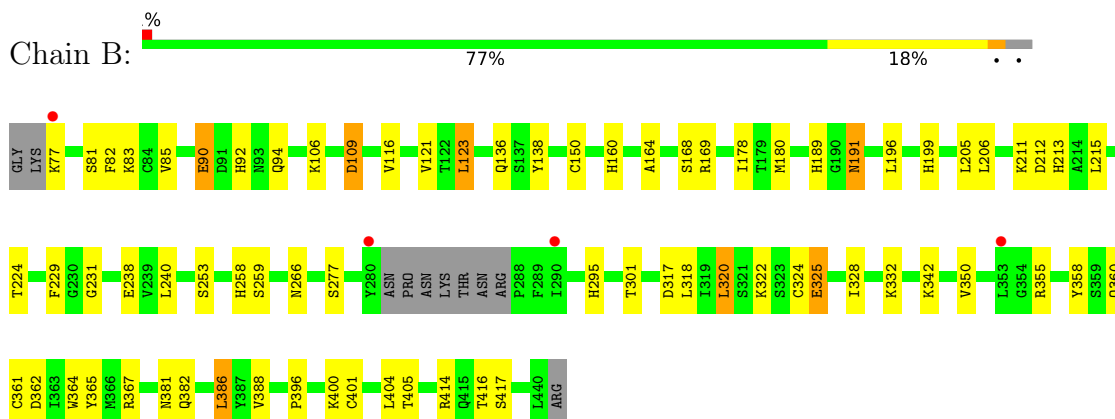 .%
Chain B:
77% 18% . .
GLY LYS K77 S81 F82 K83 C84 V85 E90 D91 H92 N93 Q94 K106 D109 V116 V121 T122 L123 Q136 S137 Y138 C150 H160 A164 S168 R169 I178 T179 M180 H189 G190 N191 L196 H199 L205 L206 K211 D212 H213 A214 L215
T224 F229 G230 G231 E238 V239 L240 S253 H258 S259 N266 S277 Y280 ASN PRO ASN LYS THR ASN ARG P288 F289 I290 H295 T301 D317 L318 I319 L320 S321 K322 S323 C324 E325 I328 K332 K342 V350 L353 G354 R355 Y358 S359
C361 D362 I363 W364 Y365 M366 R367 N381 Q382 L386 Y387 V388 P396 K400 C401 L404 T405 R414 Q415 T416 S417 L440 ARG